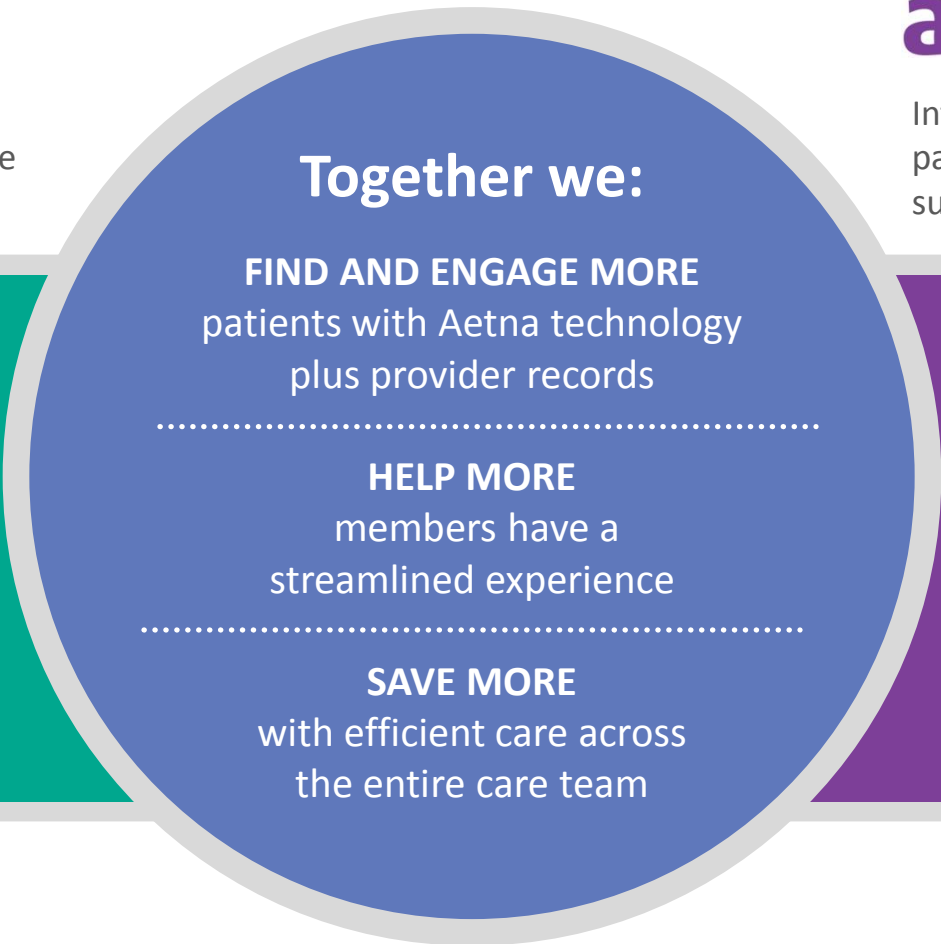 Together we:
FIND AND ENGAGE MORE
patients with Aetna technology
plus provider records
HELP MORE
members have a
streamlined experience
SAVE MORE
with efficient care across
the entire care team